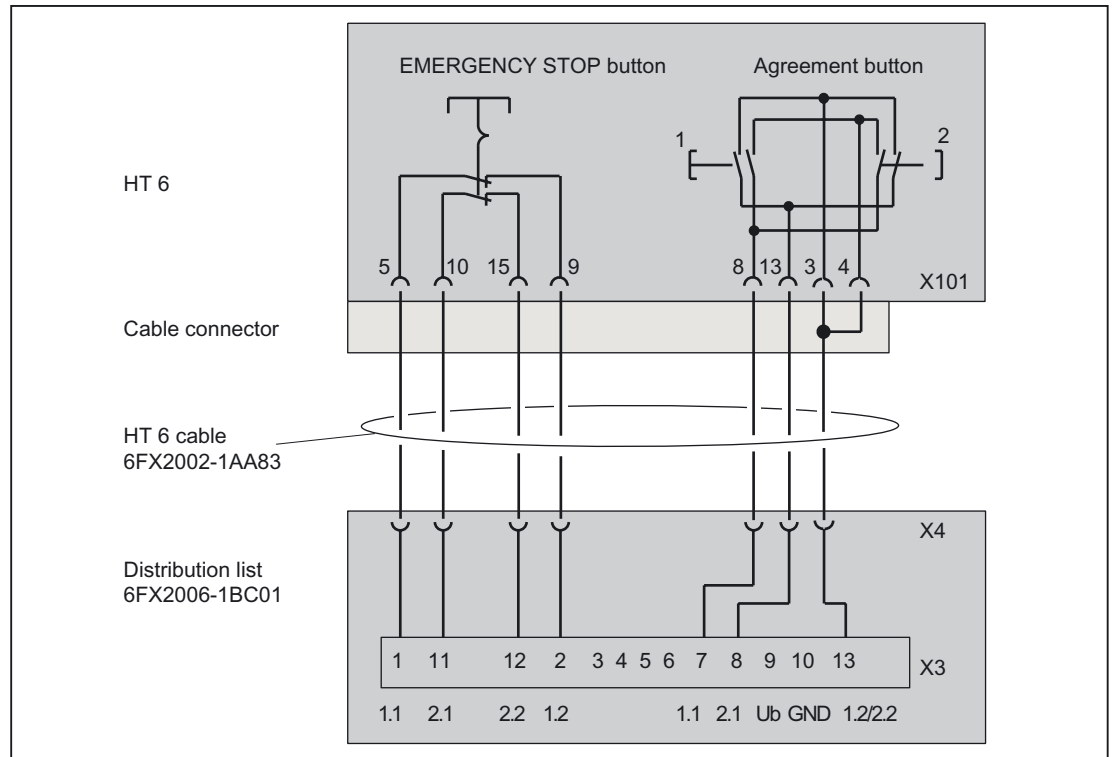 EMERGENCY STOP button Agreement button
1 2
HT 6
5 10 15 9 8 13 3 4
X101
Cable connector
HT 6 cable
6FX2002-1AA83
X4
Distribution list
6FX2006-1BC01
1 11 12 2 3 4 5 6 7 8 9 10 13
X3
1.1 2.1 2.2 1.2 1.1 2.1 Ub GND 1.2/2.2